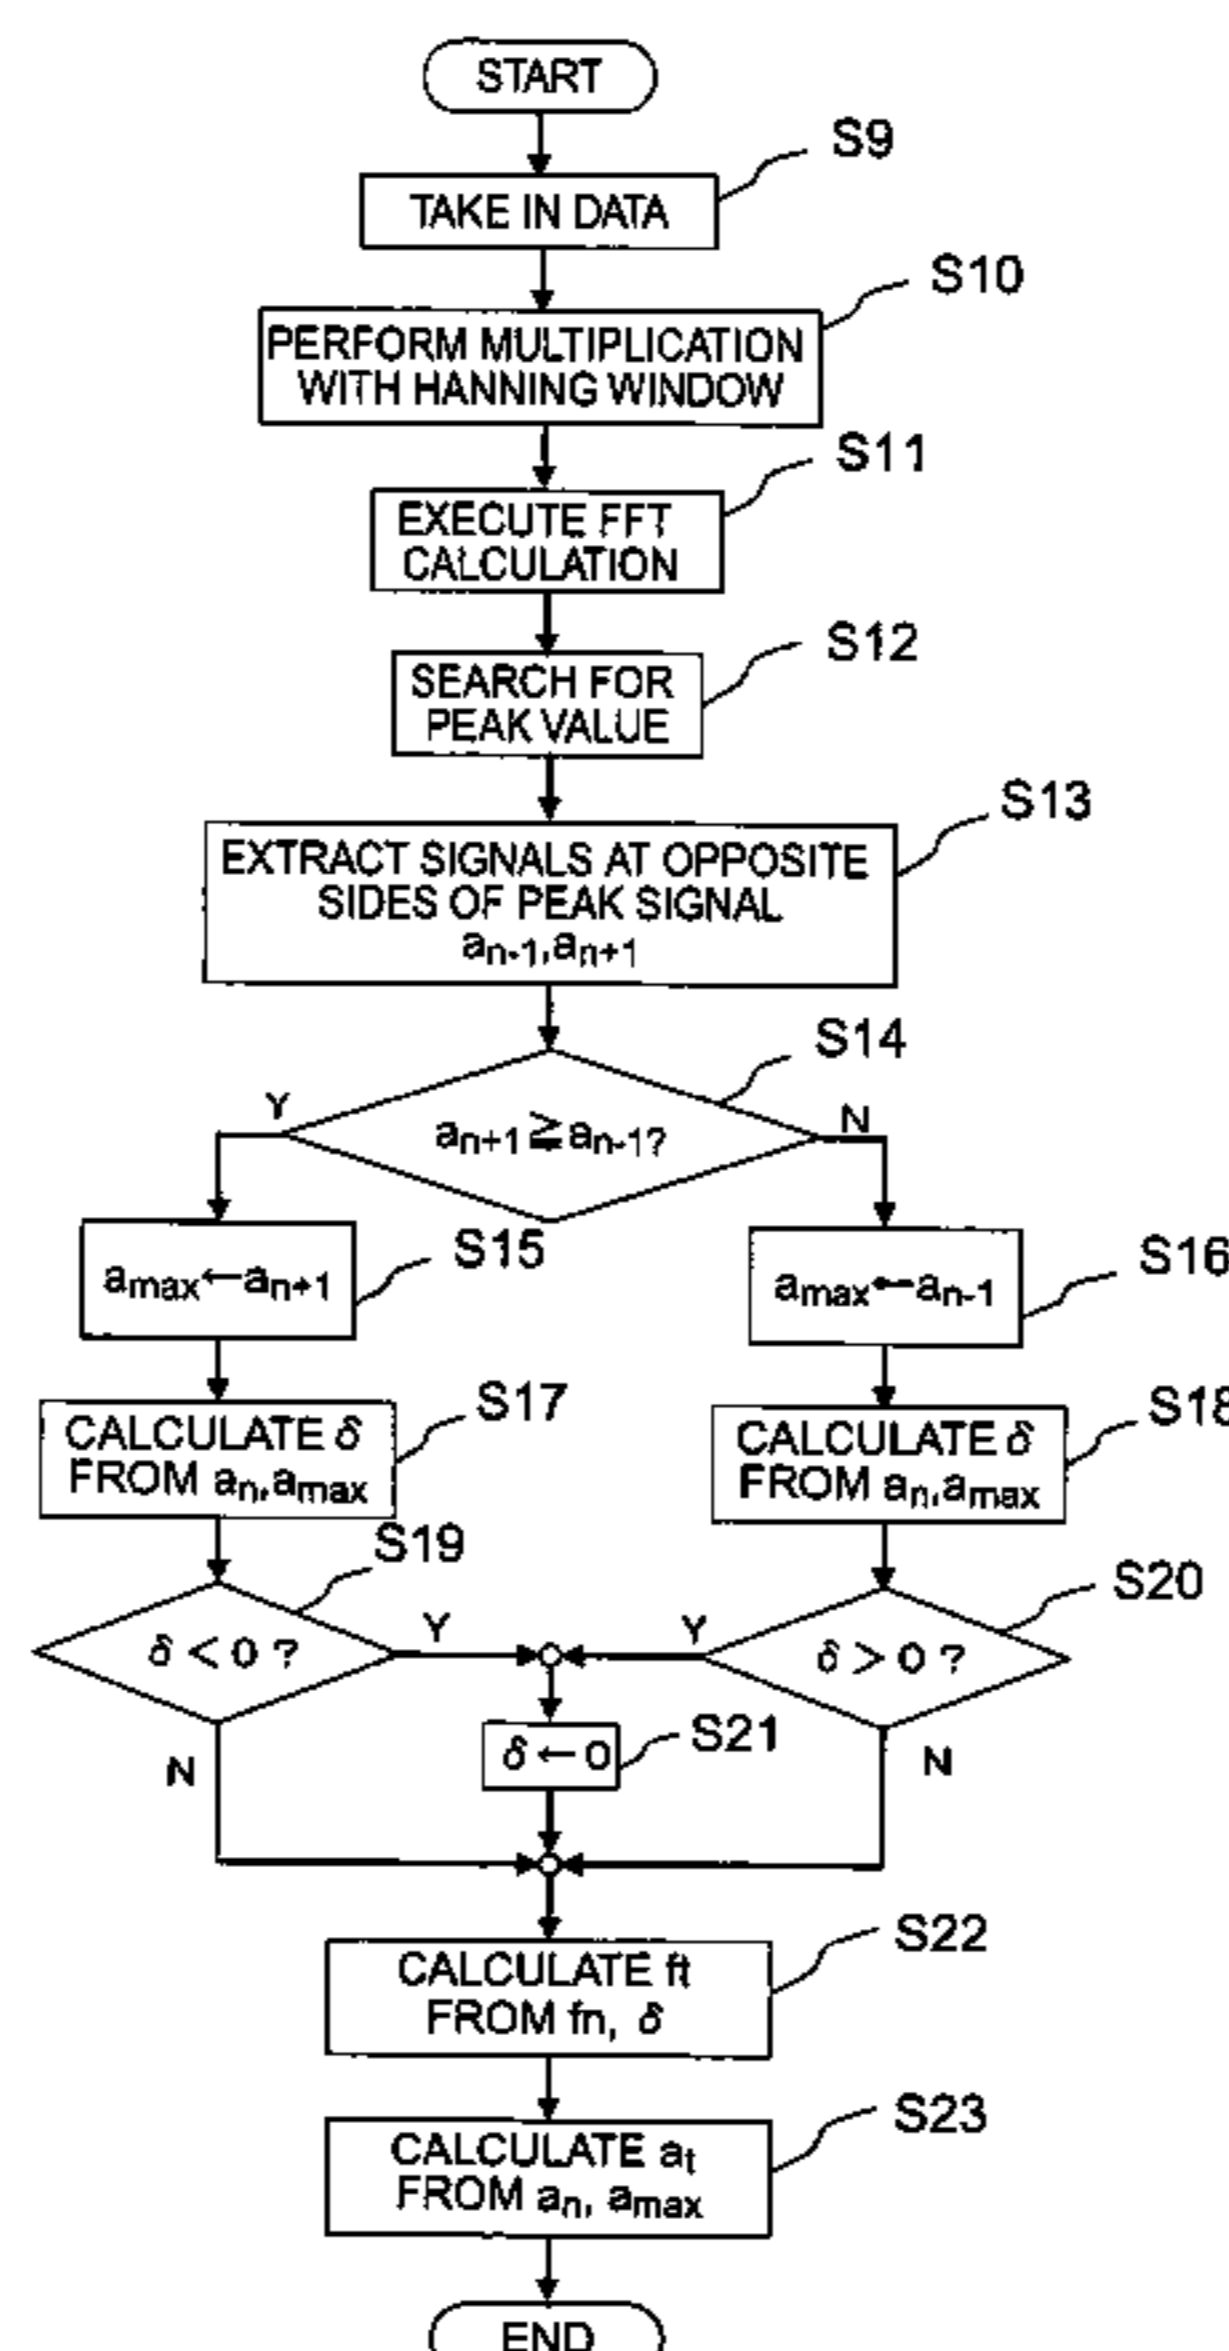 START
S9
TAKE IN DATA
S10
PERFORM MULTIPLICATION
WITH HANNING WINDOW
S11
EXECUTE FFT
CALCULATION
S12
SEARCH FOR
PEAK VALUE
S13
EXTRACT SIGNALS AT OPPOSITE
SIDES OF PEAK SIGNAL
an-1,an+1
S14
Y
an+1≧an-1?
N
S15
amax←an+1
S16
amax←an-1
S17
CALCULATE δ
FROM an,amax
S18
CALCULATE δ
FROM an,amax
S19
δ < 0 ?
Y
N
S20
δ > 0 ?
Y
N
S21
δ ← 0
S22
CALCULATE ft
FROM fn, δ
S23
CALCULATE at
FROM an, amax
END